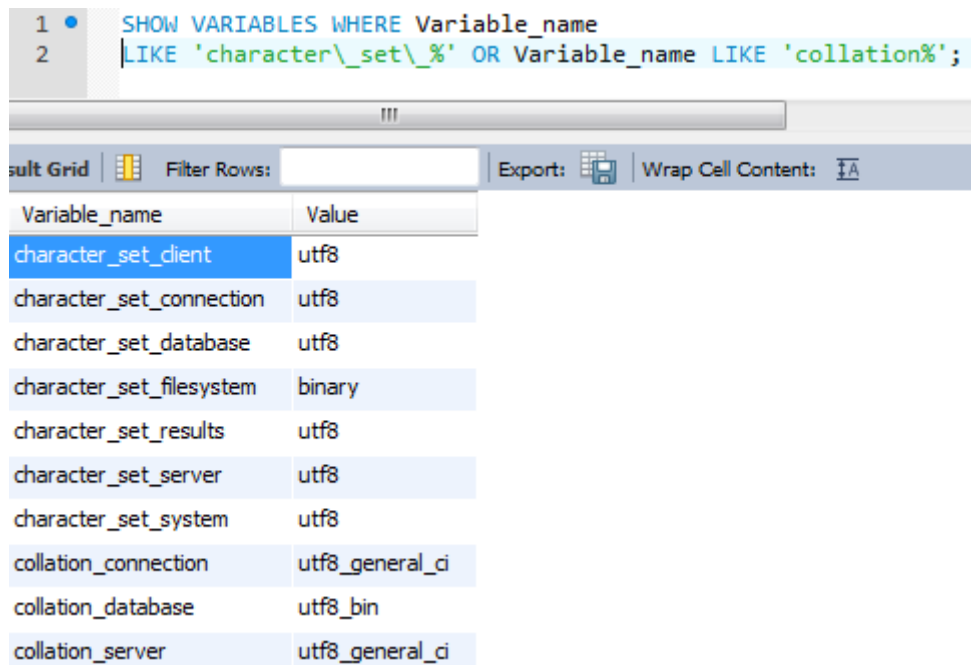 1 SHOW VARIABLES WHERE Variable_name
2 LIKE 'character\_set\_%' OR Variable_name LIKE 'collation%';
sult Grid Filter Rows: Export: Wrap Cell Content: IA
Variable_name Value
character_set_client utf8
character_set_connection utf8
character_set_database utf8
character_set_filesystem binary
character_set_results utf8
character_set_server utf8
character_set_system utf8
collation_connection utf8_general_ci
collation_database utf8_bin
collation_server utf8_general_ci